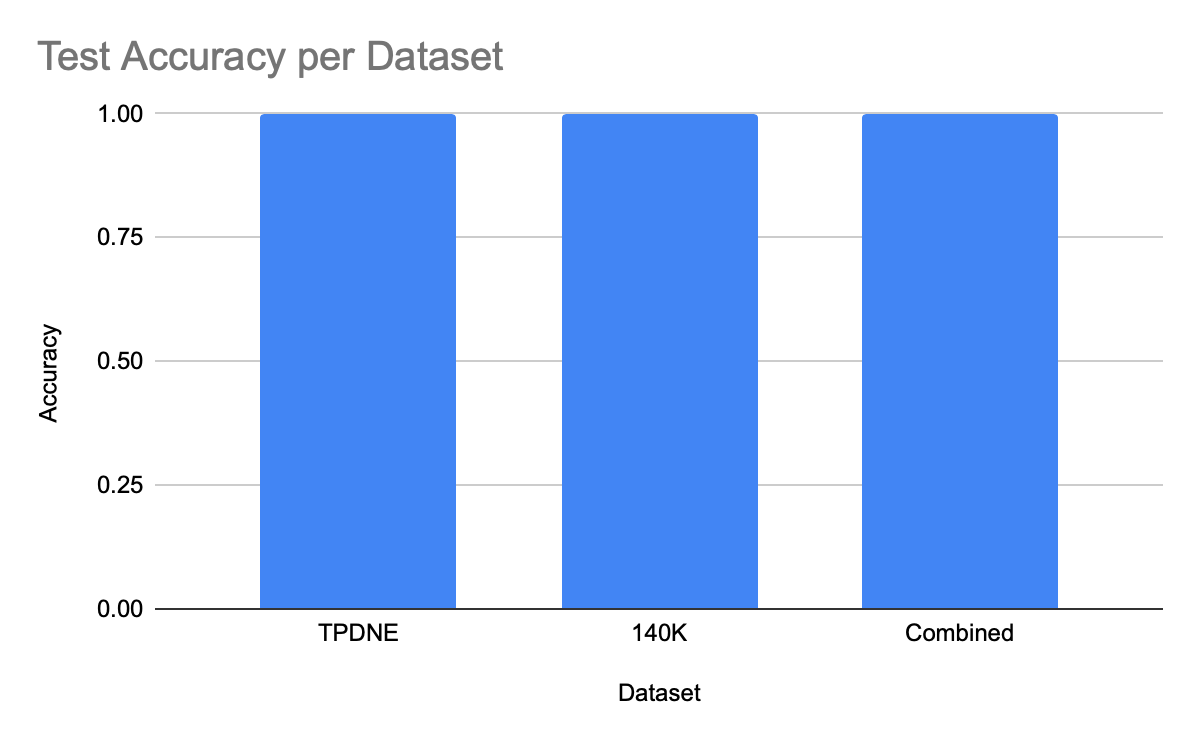 Test Accuracy per Dataset
1.00
0.75
0.50
0.25
0.00
Accuracy
TPDNE
140K
Combined
Dataset